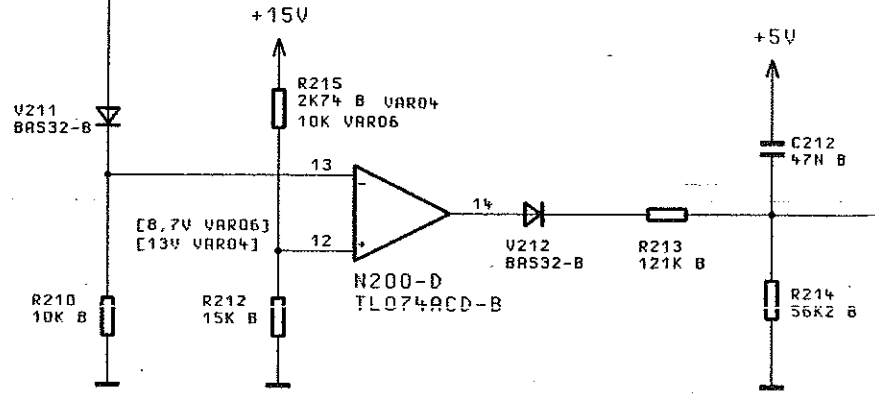 +15V
+5V
V211
BAS32-B
R215
2K74 B VAR04
10K VAR06
C212
47N B
13
-
14
[8,7V VAR06]
[13V VAR04]
12
+
V212
BAS32-B
R213
121K B
N200-D
TL074ACD-B
R210
10K B
R212
15K B
R214
56K2 B